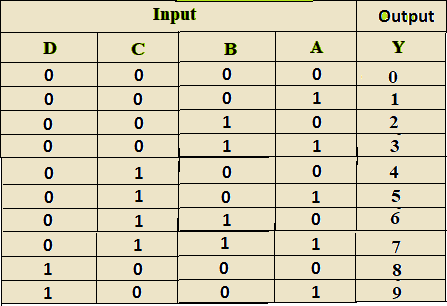 Input Output
D C B A Y
0 0 0 0 0
0 0 0 1 1
0 0 1 0 2
0 0 1 1 3
0 1 0 0 4
0 1 0 1 5
0 1 1 0 6
0 1 1 1 7
1 0 0 0 8
1 0 0 1 9